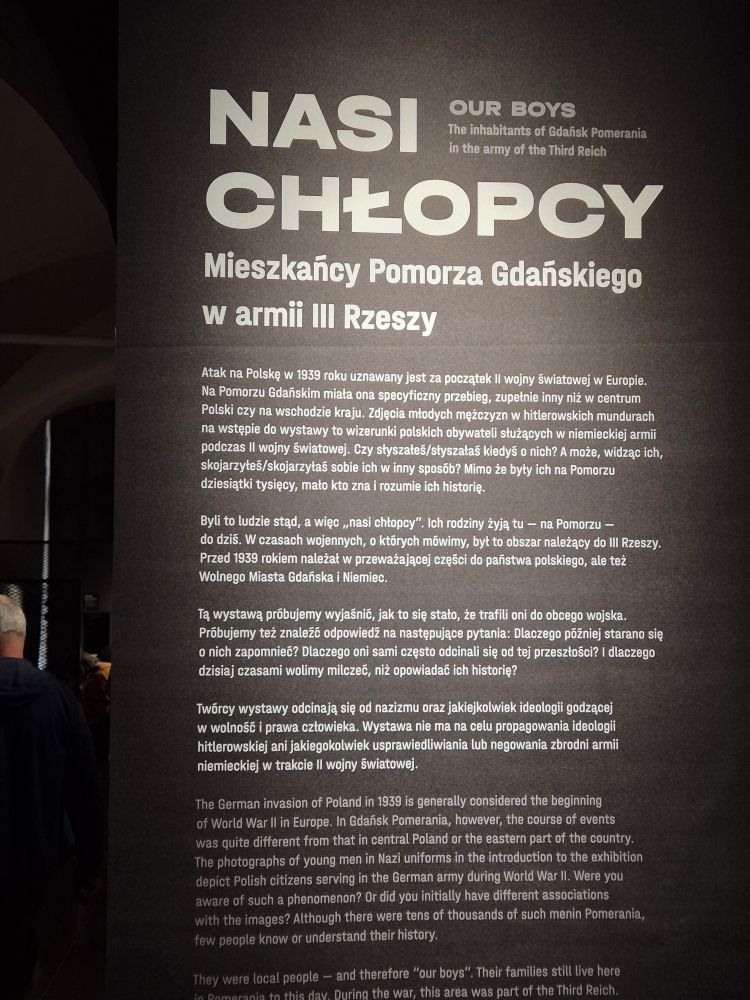 NASI
CHŁOPCY
OUR BOYS
The inhabitants of Gdańsk Pomerania
in the army of the Third Reich
Mieszkańcy Pomorza Gdańskiego
w armii III Rzeszy
Atak na Polskę w 1939 roku uznawany jest za początek II wojny światowej w Europie.
Na Pomorzu Gdańskim miała ona specyficzny przebieg, zupełnie inny niż w centrum
Polski czy na wschodzie kraju. Zdjęcia młodych mężczyzn w hitlerowskich mundurach
na wstępie do wystawy to wizerunki polskich obywateli służących w niemieckiej armii
podczas II wojny światowej. Czy słyszałeś/słyszałaś kiedyś o nich? A może, widząc ich,
skojarzyłeś/skojarzyłaś sobie ich w inny sposób? Mimo że były ich na Pomorzu
dziesiątki tysięcy, mało kto zna i rozumie ich historię.
Byli to ludzie stąd, a więc „nasi chłopcy”. Ich rodziny żyją tu — na Pomorzu —
do dziś. W czasach wojennych, o których mówimy, był to obszar należący do III Rzeszy.
Przed 1939 rokiem należał w przeważającej części do państwa polskiego, ale też
Wolnego Miasta Gdańska i Niemiec.
Tą wystawą próbujemy wyjaśnić, jak to się stało, że trafili oni do obcego wojska.
Próbujemy też znaleźć odpowiedź na następujące pytania: Dlaczego później starano się
o nich zapomnieć? Dlaczego oni sami często odcinali się od tej przeszłości? I dlaczego
dzisiaj czasami wolimy milczeć, niż opowiadać ich historię?
Twórcy wystawy odcinają się od nazizmu oraz jakiejkolwiek ideologii godzącej
w wolność i prawa człowieka. Wystawa nie ma na celu propagowania ideologii
hitlerowskiej ani jakiegokolwiek usprawiedliwiania lub negowania zbrodni armii
niemieckiej w trakcie II wojny światowej.
The German invasion of Poland in 1939 is generally considered the beginning
of World War II in Europe. In Gdańsk Pomerania, however, the course of events
was quite different from that in central Poland or the eastern part of the country.
The photographs of young men in Nazi uniforms in the introduction to the exhibition
depict Polish citizens serving in the German army during World War II. Were you
aware of such a phenomenon? Or did you initially have different associations
with the images? Although there were tens of thousands of such menin Pomerania,
few people know or understand their history.
They were local people — and therefore “our boys”. Their families still live here
in Pomerania to this day. During the war, this area was part of the Third Reich.